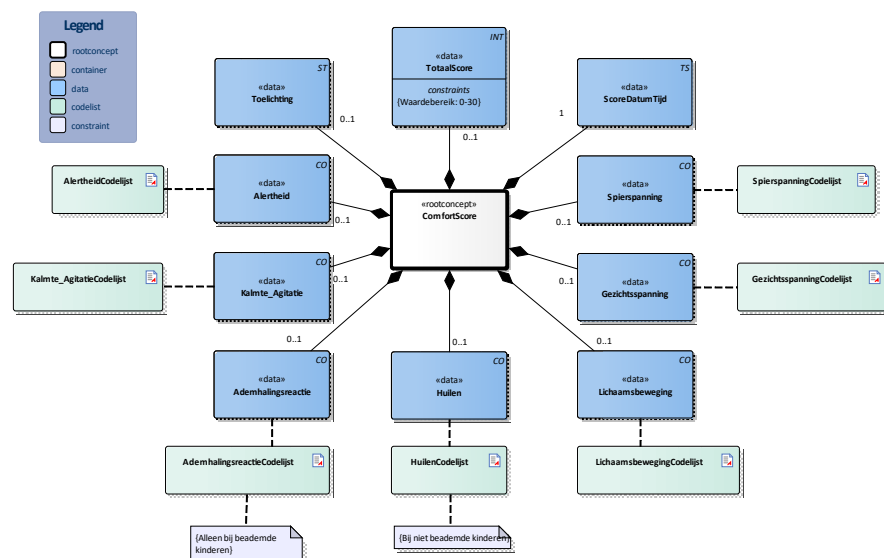 Legend
rootconcept
container
data
codelist
constraint
ST
«data»
Toelichting
0..1
INT
«data»
TotaalScore
constraints
{Waardebereik: 0-30}
0..1
TS
«data»
ScoreDatumTijd
1
AlertheidCodelijst
CO
«data»
Alertheid
0..1
«rootconcept»
ComfortScore
CO
«data»
Spierspanning
0..1
SpierspanningCodelijst
Kalmte_AgitatieCodelijst
CO
«data»
Kalmte_Agitatie
0..1
CO
«data»
Gezichtsspanning
0..1
GezichtsspanningCodelijst
0..1
CO
«data»
Ademhalingsreactie
0..1
CO
«data»
Huilen
0..1
CO
«data»
Lichaamsbeweging
AdemhalingsreactieCodelijst
HuilenCodelijst
LichaamsbewegingCodelijst
{Alleen bij beademde
kinderen}
{Bij niet beademde kinderen}